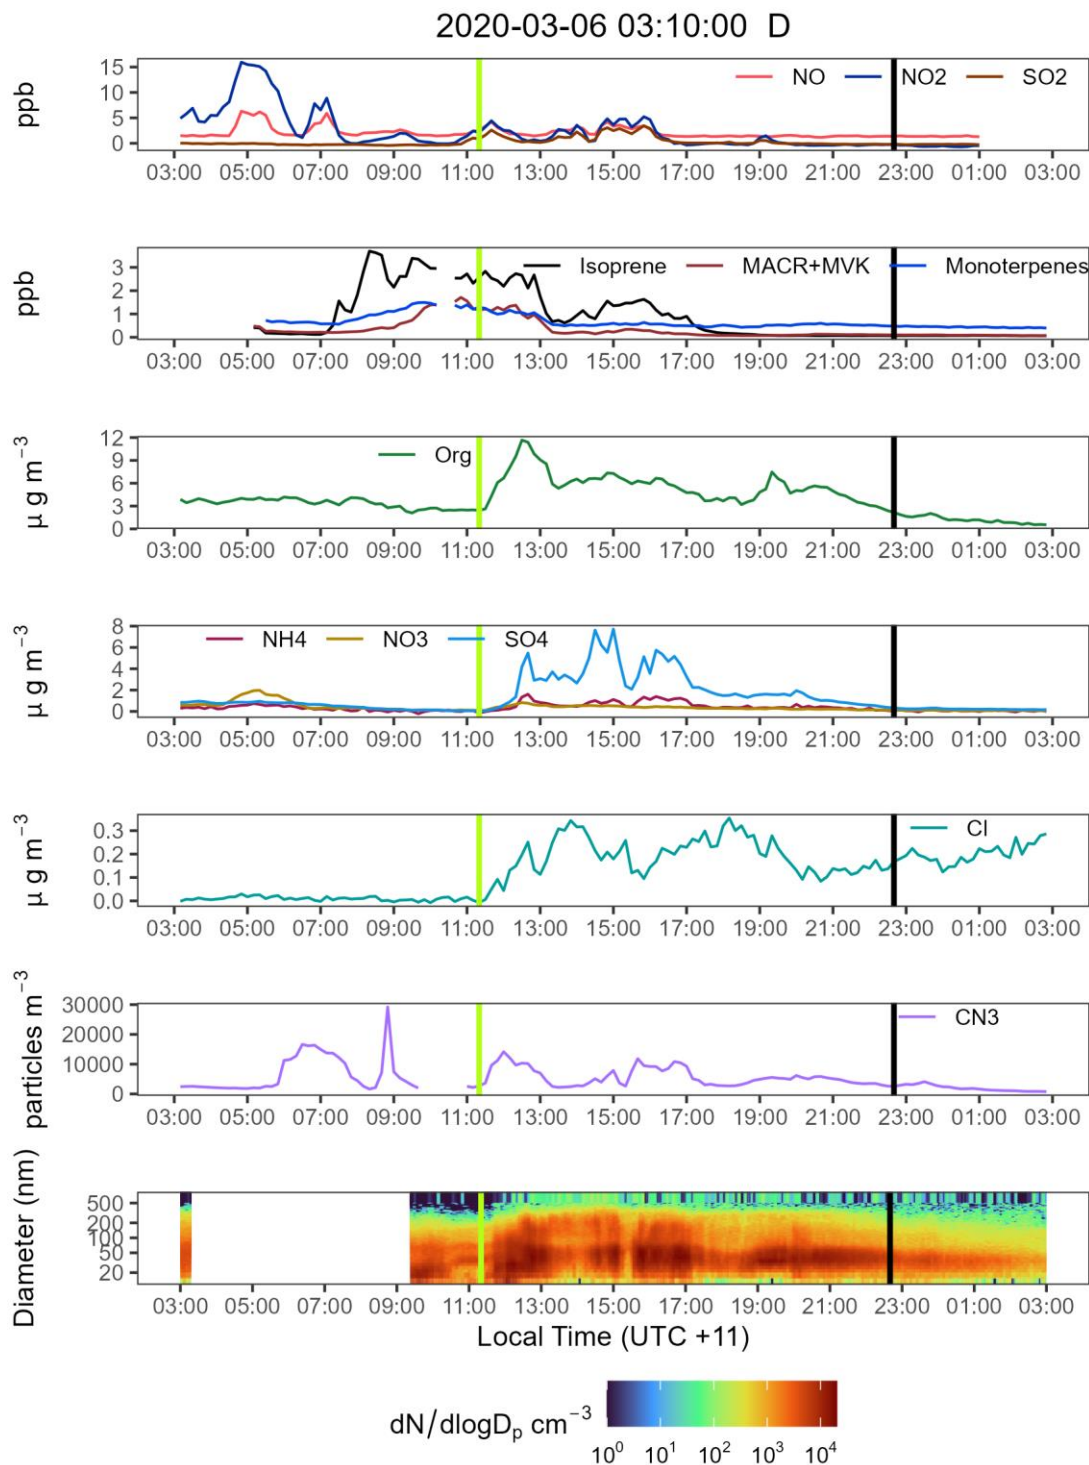 2020-03-06 03:10:00  D
ppb
15
10
5
0
NO NO2 SO2
03:00 05:00 07:00 09:00 11:00 13:00 15:00 17:00 19:00 21:00 23:00 01:00 03:00
ppb
3
2
1
0
Isoprene MACR+MVK Monoterpenes
03:00 05:00 07:00 09:00 11:00 13:00 15:00 17:00 19:00 21:00 23:00 01:00 03:00
μ g m⁻³
12
9
6
3
0
Org
03:00 05:00 07:00 09:00 11:00 13:00 15:00 17:00 19:00 21:00 23:00 01:00 03:00
μ g m⁻³
8
6
4
2
0
NH4 NO3 SO4
03:00 05:00 07:00 09:00 11:00 13:00 15:00 17:00 19:00 21:00 23:00 01:00 03:00
μ g m⁻³
0.3
0.2
0.1
0.0
Cl
03:00 05:00 07:00 09:00 11:00 13:00 15:00 17:00 19:00 21:00 23:00 01:00 03:00
particles m⁻³
30000
20000
10000
0
CN3
03:00 05:00 07:00 09:00 11:00 13:00 15:00 17:00 19:00 21:00 23:00 01:00 03:00
Diameter (nm)
500
200
100
50
20
03:00 05:00 07:00 09:00 11:00 13:00 15:00 17:00 19:00 21:00 23:00 01:00 03:00
Local Time (UTC +11)
dN/dlogDₚ cm⁻³
10⁰ 10¹ 10² 10³ 10⁴